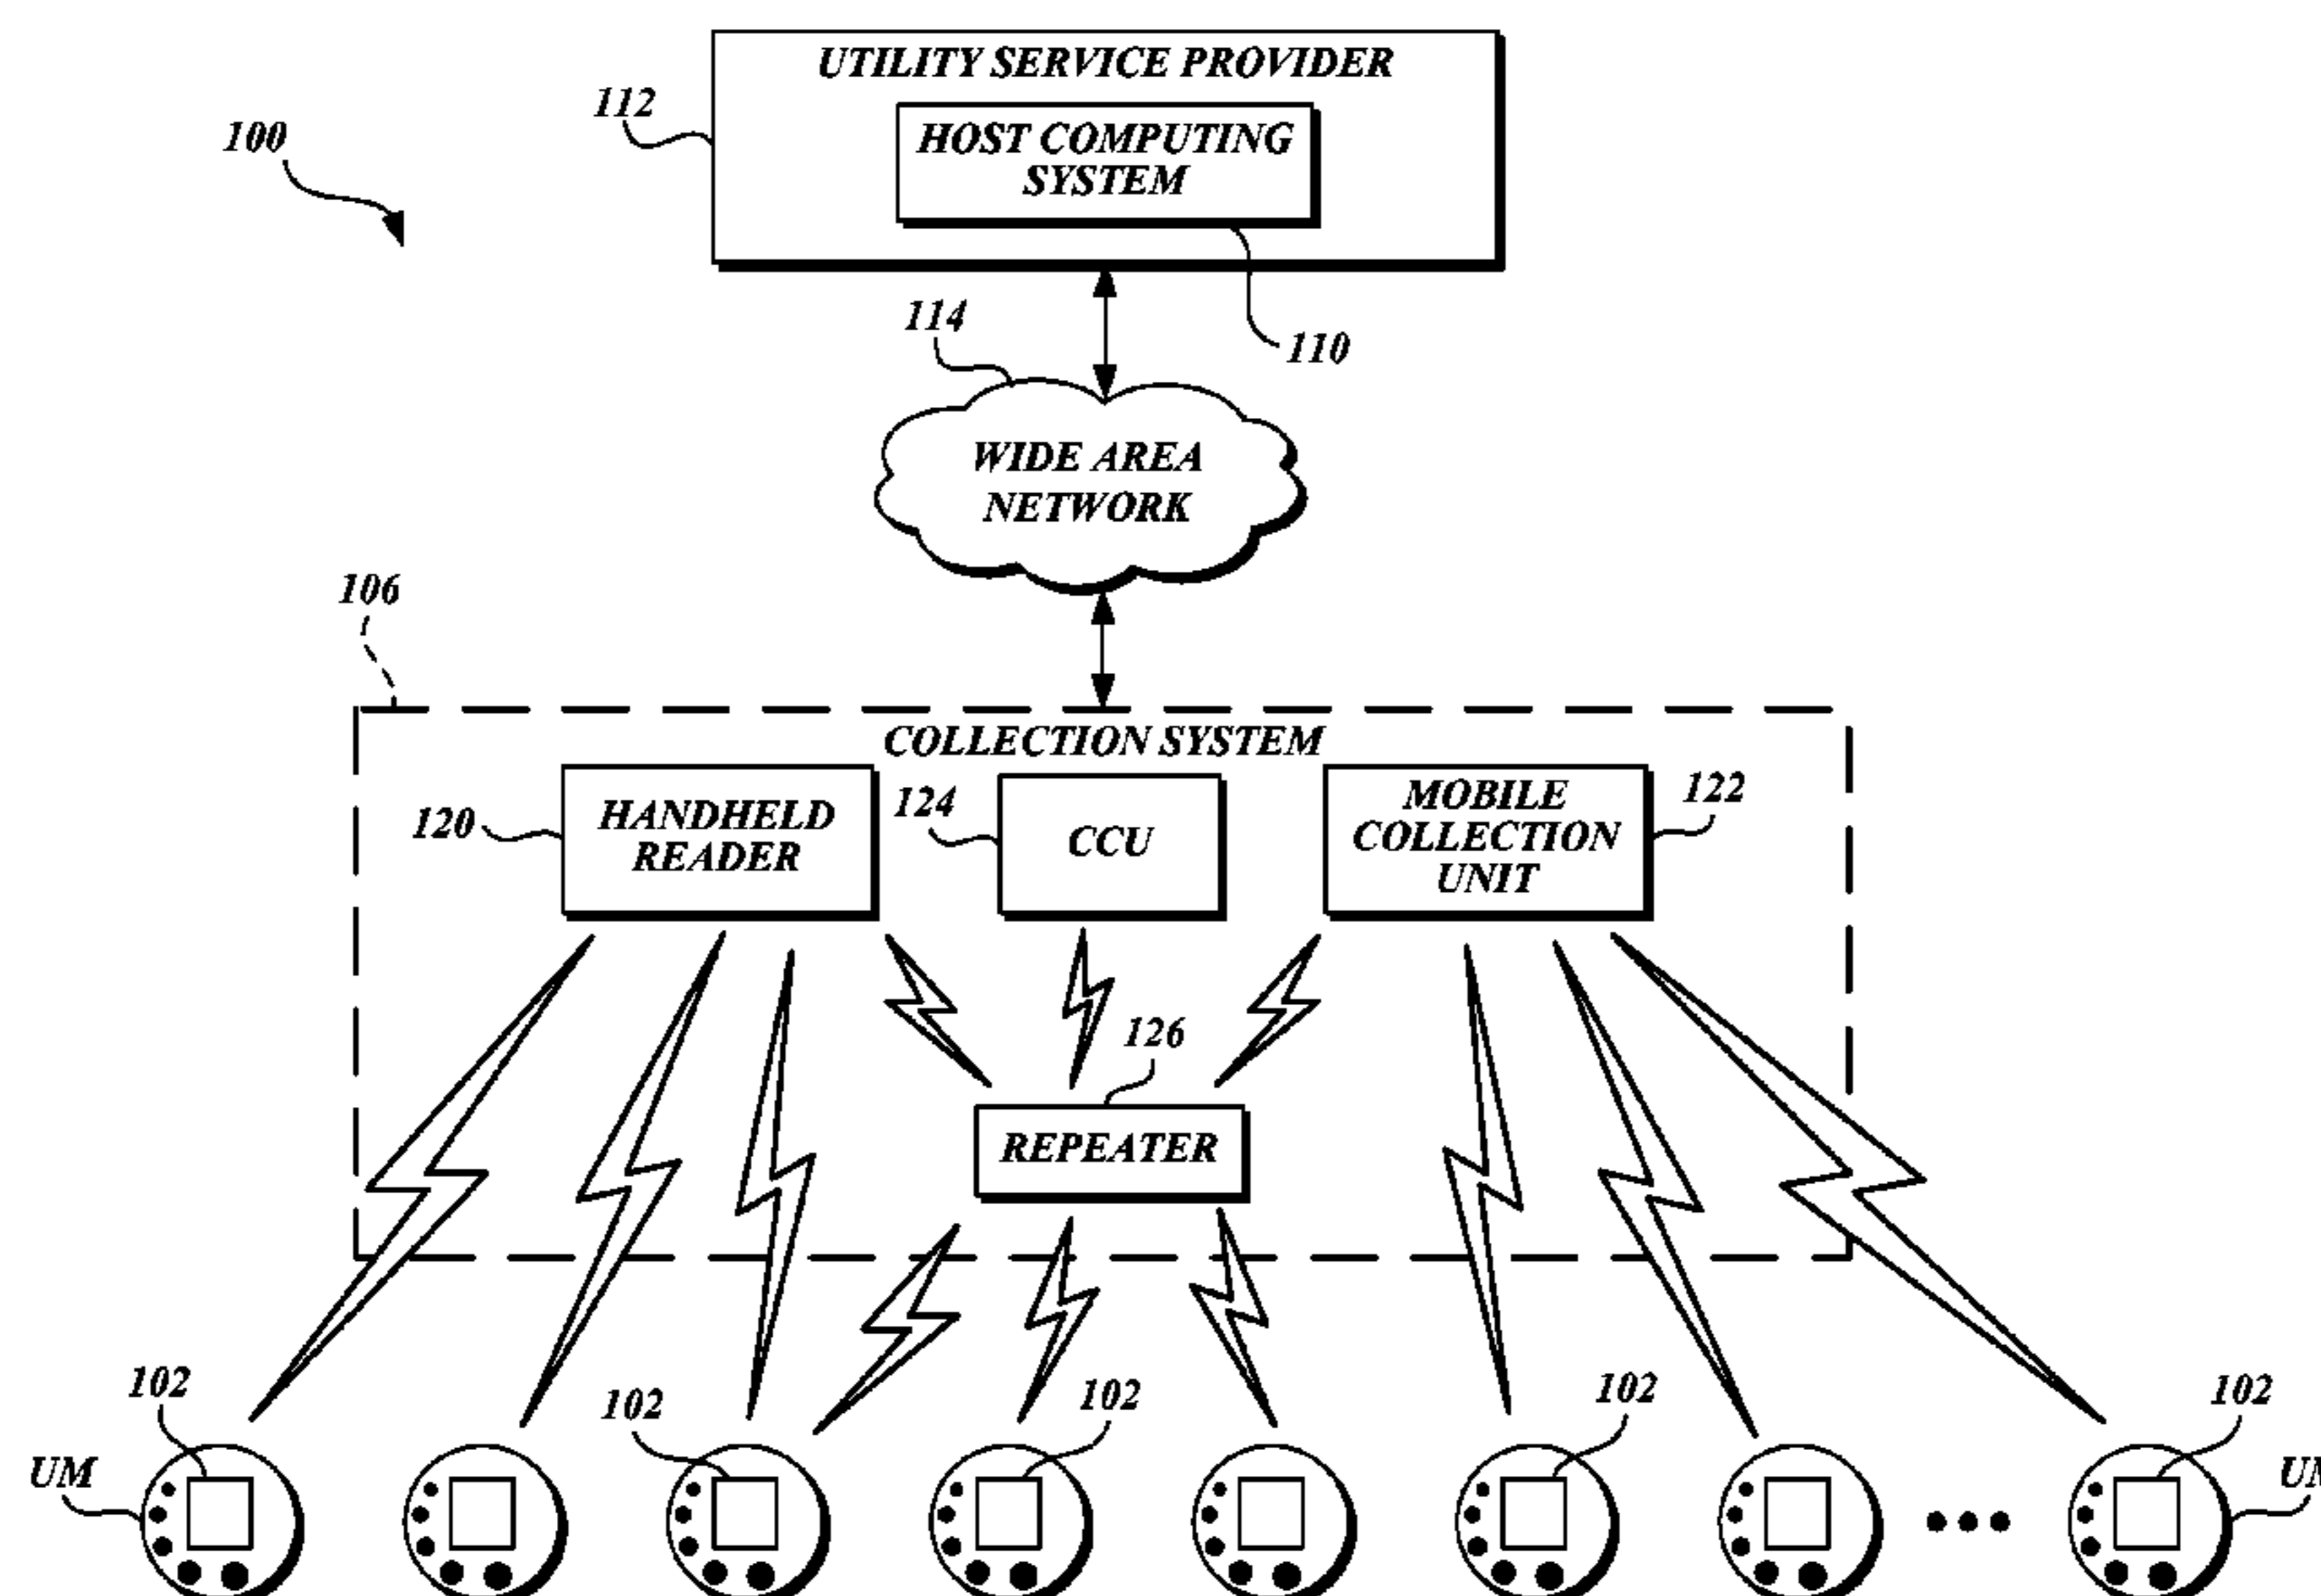 UTILITY SERVICE PROVIDER
112
100
HOST COMPUTING
SYSTEM
114
110
WIDE AREA
NETWORK
106
COLLECTION SYSTEM
120
HANDHELD
READER
124
CCU
MOBILE
COLLECTION
UNIT
122
126
REPEATER
102
102
102
102
102
UM